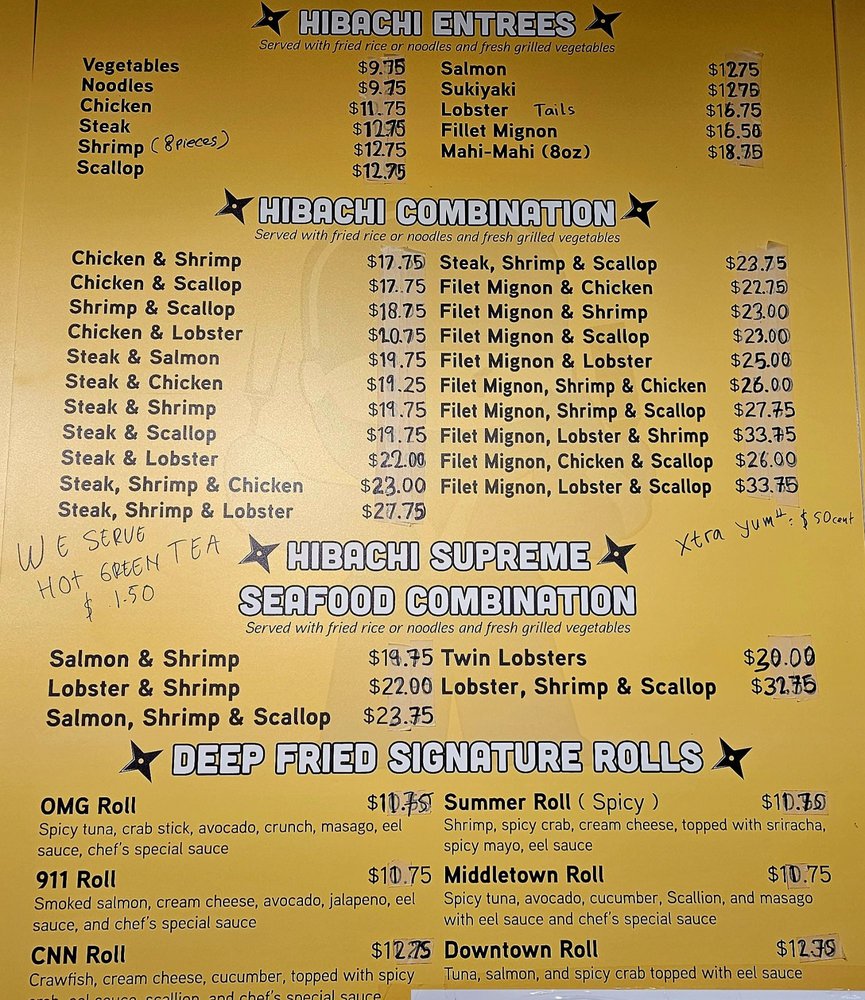 HIBACHI ENTREES
Served with fried rice or noodles and fresh grilled vegetables
Vegetables $9.75
Noodles $9.75
Chicken $11.75
Steak $12.75
Shrimp (8 pieces) $12.75
Scallop $12.75
Salmon $12.75
Sukiyaki $12.75
Lobster Tails $16.75
Fillet Mignon $16.50
Mahi-Mahi (8oz) $18.75
HIBACHI COMBINATION
Served with fried rice or noodles and fresh grilled vegetables
Chicken & Shrimp $17.75
Chicken & Scallop $17.75
Shrimp & Scallop $18.75
Chicken & Lobster $20.75
Steak & Salmon $19.75
Steak & Chicken $19.25
Steak & Shrimp $19.75
Steak & Scallop $19.75
Steak & Lobster $22.00
Steak, Shrimp & Chicken $23.00
Steak, Shrimp & Lobster $27.75
Steak, Shrimp & Scallop $23.75
Filet Mignon & Chicken $22.75
Filet Mignon & Shrimp $23.00
Filet Mignon & Scallop $23.00
Filet Mignon & Lobster $25.00
Filet Mignon, Shrimp & Chicken $26.00
Filet Mignon, Shrimp & Scallop $27.75
Filet Mignon, Lobster & Shrimp $33.75
Filet Mignon, Chicken & Scallop $26.00
Filet Mignon, Lobster & Scallop $33.75
WE SERVE
HOT GREEN TEA
$ 1.50
Xtra yum : $ 50 cent
HIBACHI SUPREME
SEAFOOD COMBINATION
Served with fried rice or noodles and fresh grilled vegetables
Salmon & Shrimp $19.75
Lobster & Shrimp $22.00
Salmon, Shrimp & Scallop $23.75
Twin Lobsters $30.00
Lobster, Shrimp & Scallop $31.75
DEEP FRIED SIGNATURE ROLLS
OMG Roll $11.75
Spicy tuna, crab stick, avocado, crunch, masago, eel
sauce, chef's special sauce
911 Roll $10.75
Smoked salmon, cream cheese, avocado, jalapeno, eel
sauce, and chef's special sauce
CNN Roll $12.75
Crawfish, cream cheese, cucumber, topped with spicy
crab, eel sauce, scallion, and chef's special sauce
Summer Roll ( Spicy ) $10.75
Shrimp, spicy crab, cream cheese, topped with sriracha,
spicy mayo, eel sauce
Middletown Roll $10.75
Spicy tuna, avocado, cucumber, Scallion, and masago
with eel sauce and chef's special sauce
Downtown Roll $12.75
Tuna, salmon, and spicy crab topped with eel sauce